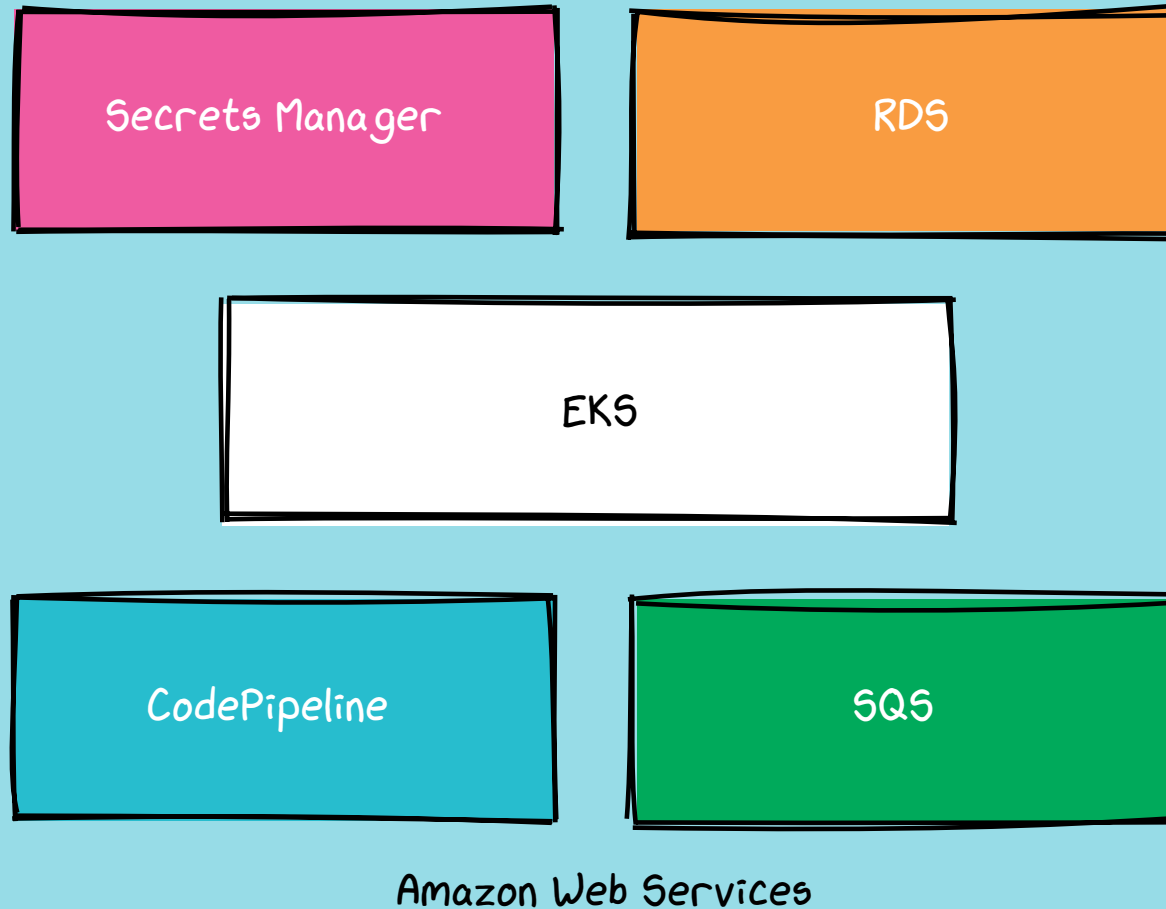 Secrets Manager
RDS
EKS
CodePipeline
SQS
Amazon Web Services